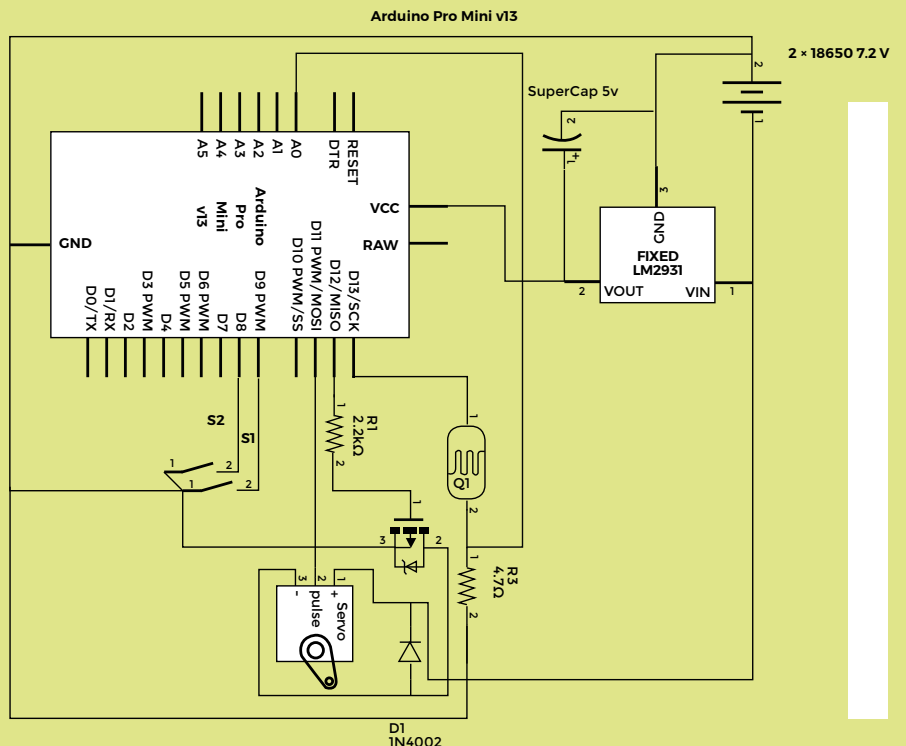 Arduino Pro Mini v13
2 × 18650 7.2 V
2
1
SuperCap 5v
2
1
+
A5
A4
A3
A2
A1
A0
DTR
RESET
Arduino
Pro
Mini
v13
VCC
RAW
GND
D0/TX
D1/RX
D2
D3 PWM
D4
D5 PWM
D6 PWM
D7
D8
D9 PWM
D10 PWM/SS
D11 PWM/MOSI
D12/MISO
D13/SCK
3
GND
FIXED
LM2931
VOUT
VIN
2
1
S2
S1
1
2
1
2
1
R1
2.2kΩ
2
1
Q1
2
1
3
2
1
R3
4.7Ω
2
3
2
1
-
pulse
+
Servo
D1
1N4002